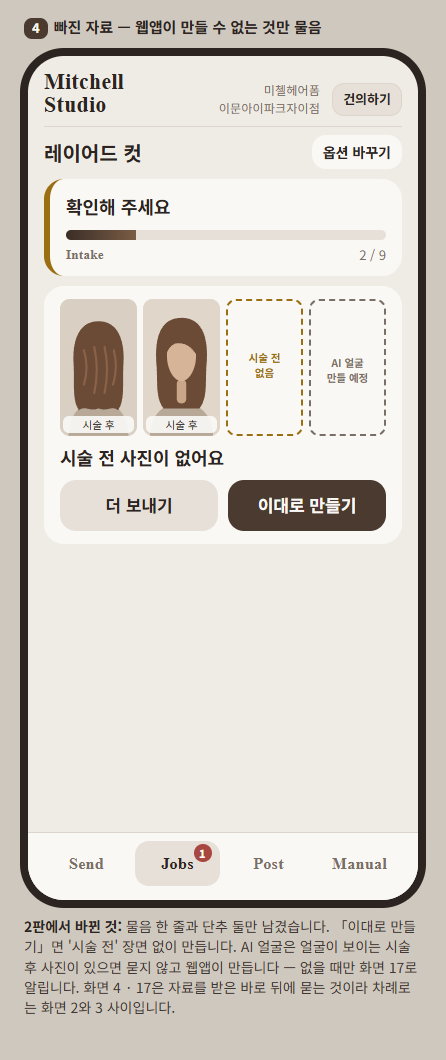 4 빠진 자료 — 웹앱이 만들 수 없는 것만 물음
Mitchell
Studio
미젤헤어폼
이문아이파크자이점
건의하기
레이어드 컷
옵션 바꾸기
확인해 주세요
Intake
2 / 9
시술 후
시술 후
시술 전
없음
AI 얼굴
만들 예정
시술 전 사진이 없어요
더 보내기
이대로 만들기
Send
Jobs
1
Post
Manual
2판에서 바뀐 것: 물음 한 줄과 단추 둘만 남겼습니다. 「이대로 만들
기」면 '시술 전' 장면 없이 만듭니다. AI 얼굴은 얼굴이 보이는 시술
후 사진이 있으면 묻지 않고 웹앱이 만듭니다 — 없을 때만 화면 17로
알립니다. 화면 4 · 17은 자료를 받은 바로 뒤에 묻는 것이라 차례로
는 화면 2와 3 사이입니다.